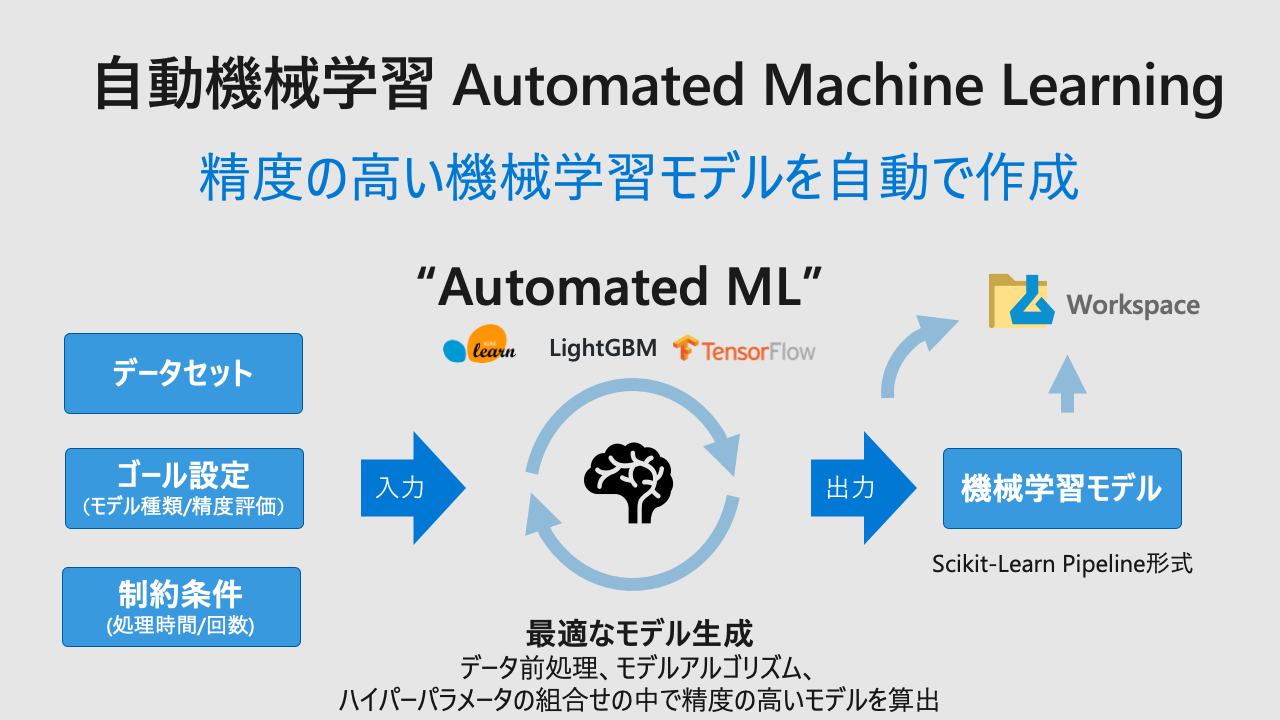 自動機械学習 Automated Machine Learning
精度の高い機械学習モデルを自動で作成
“Automated ML”
learn
LightGBM
TensorFlow
Workspace
データセット
ゴール設定
(モデル種類/精度評価)
制約条件
(処理時間/回数)
入力
出力
機械学習モデル
Scikit-Learn Pipeline形式
最適なモデル生成
データ前処理、モデルアルゴリズム、
ハイパーパラメータの組合せの中で精度の高いモデルを算出